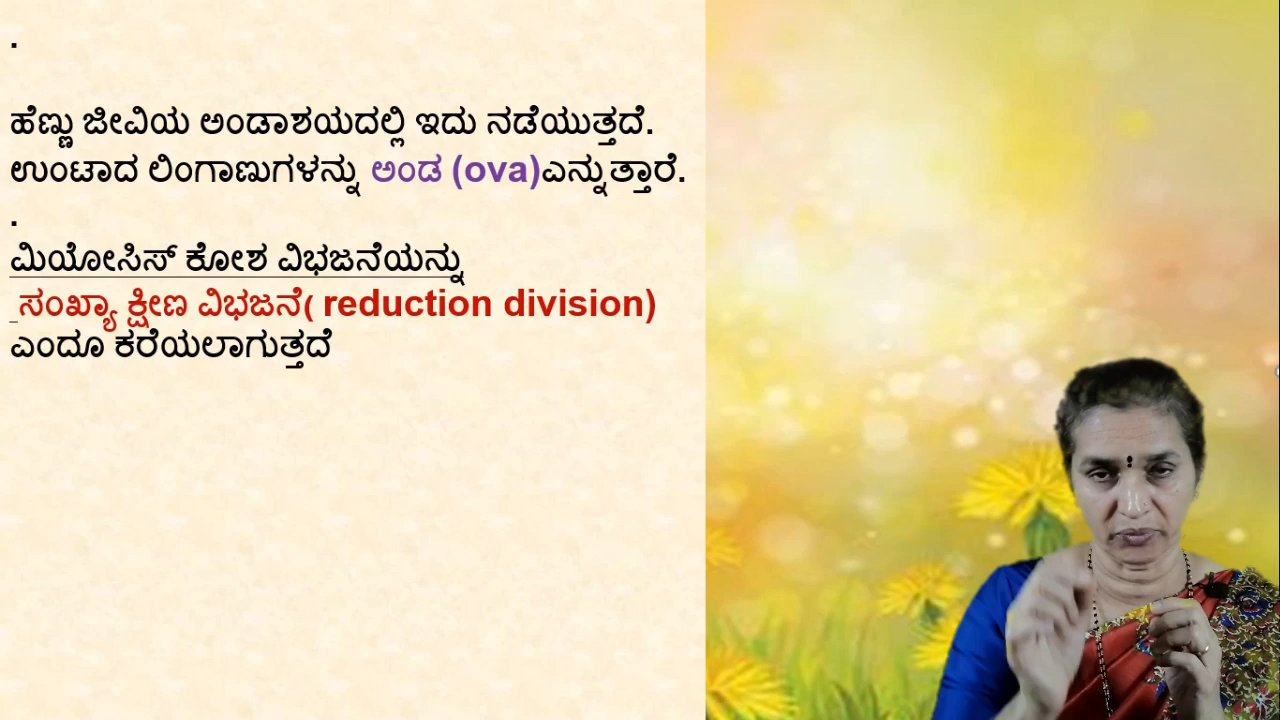 .
ಹೆಣ್ಣು ಜೀವಿಯ ಅಂಡಾಶಯದಲ್ಲಿ ಇದು ನಡೆಯುತ್ತದೆ.
ಉಂಟಾದ ಲಿಂಗಾಣುಗಳನ್ನು ಅಂಡ (ova)ಎನ್ನುತ್ತಾರೆ.
.
ಮಿಯೋಸಿಸ್ ಕೋಶ ವಿಭಜನೆಯನ್ನು
ಸಂಖ್ಯಾ ಕ್ಷೀಣ ವಿಭಜನೆ( reduction division)
ಎಂದೂ ಕರೆಯಲಾಗುತ್ತದೆ